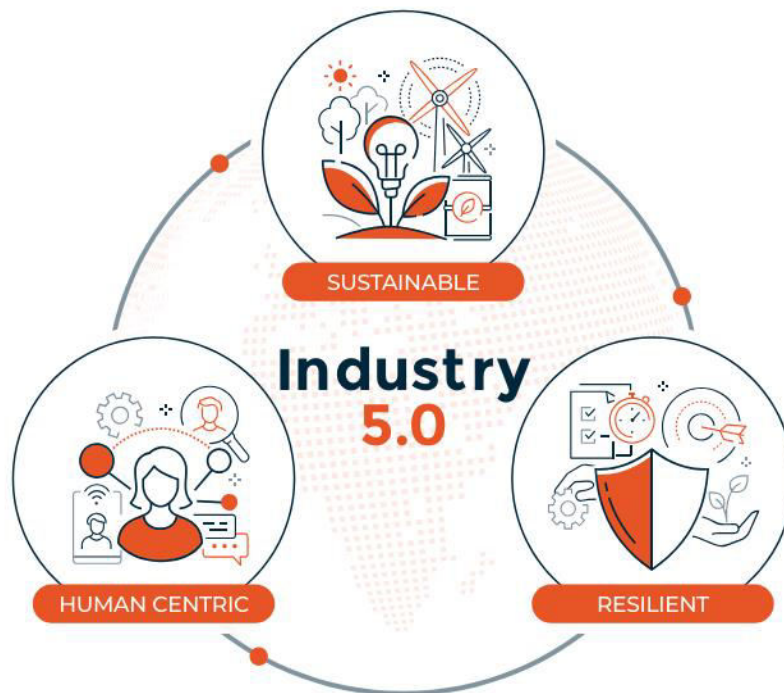 SUSTAINABLE
Industry
5.0
HUMAN CENTRIC
RESILIENT